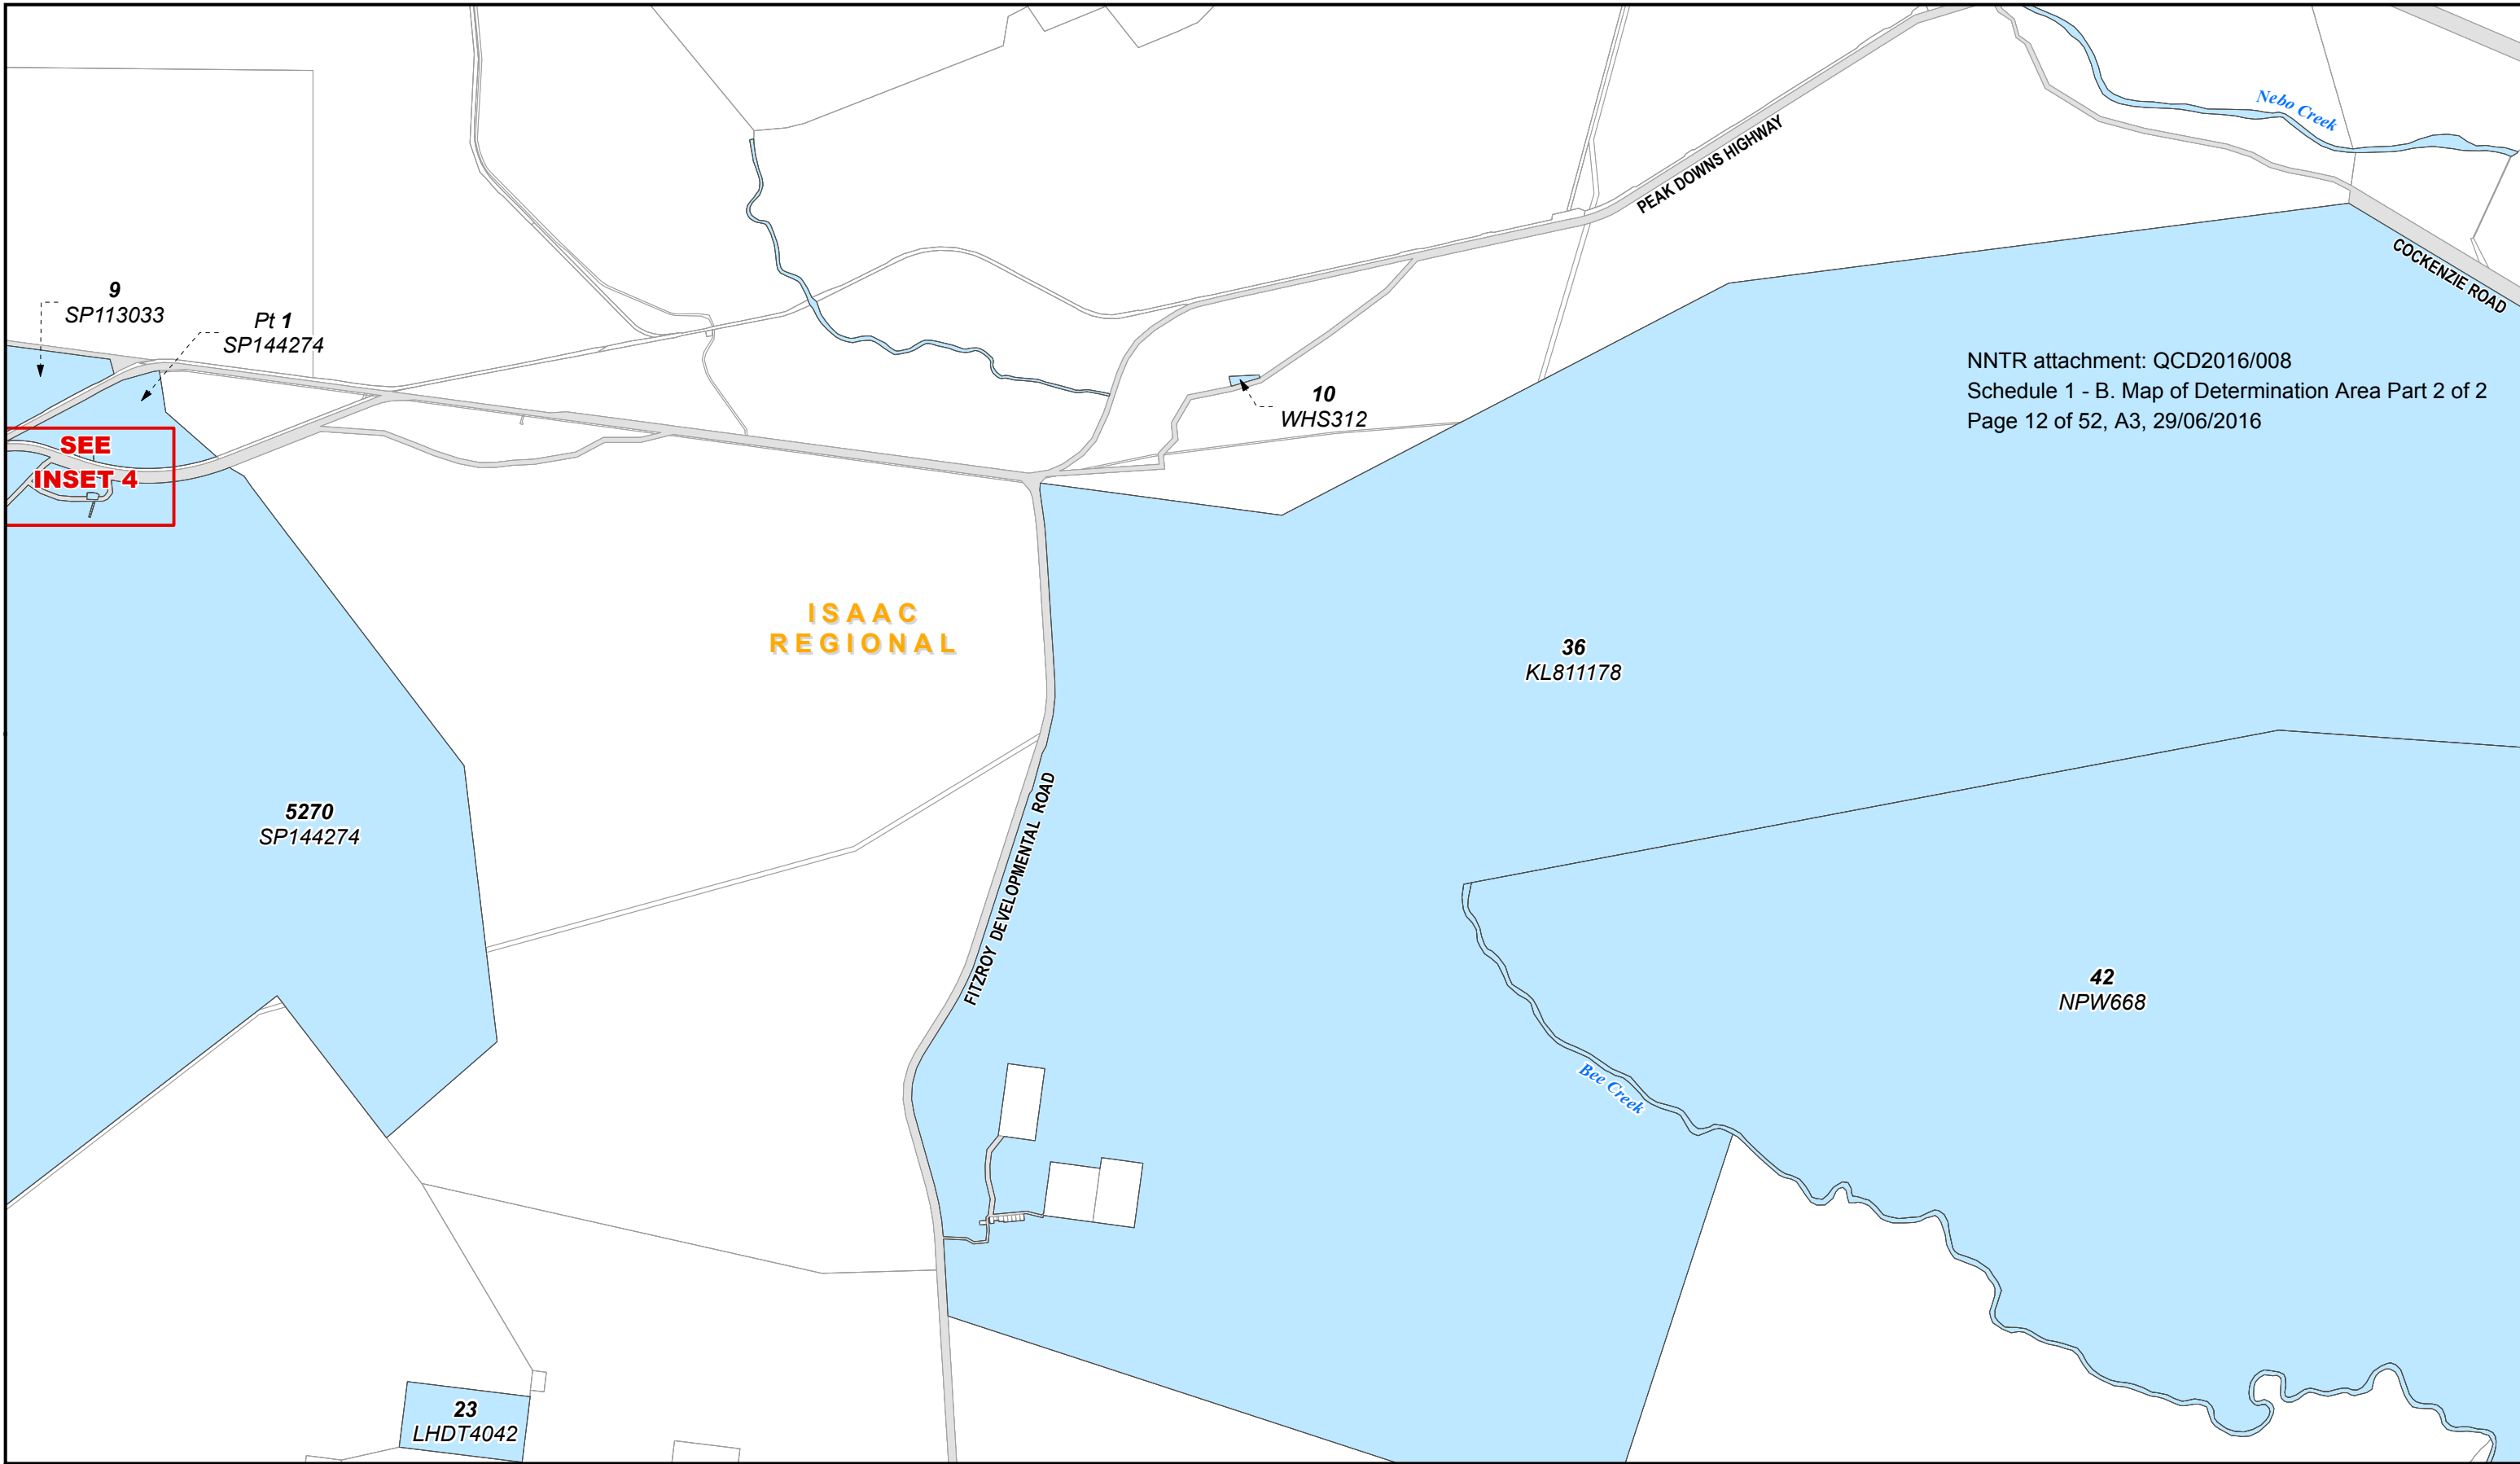 Nebo Creek
PEAK DOWNS HIGHWAY
COCKENZIE ROAD
9
SP113033
Pt 1
SP144274
NNTR attachment: QCD2016/008
Schedule 1 - B. Map of Determination Area Part 2 of 2
Page 12 of 52, A3, 29/06/2016
10
WHS312
SEE
INSET 4
ISAAC
REGIONAL
36
KL811178
5270
SP144274
FITZROY DEVELOPMENTAL ROAD
42
NPW668
Bee Creek
23
LHDT4042